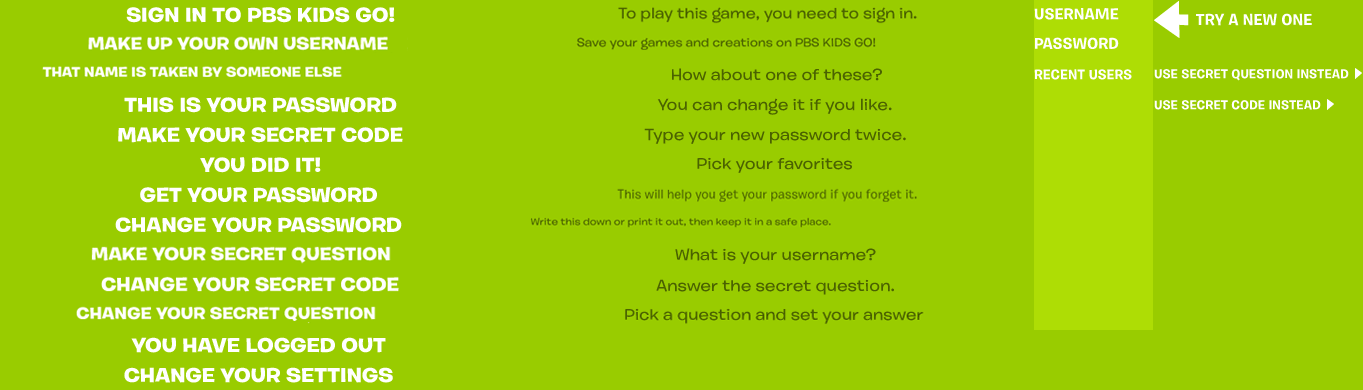 SIGN IN TO PBS KIDS GO!
MAKE UP YOUR OWN USERNAME
THAT NAME IS TAKEN BY SOMEONE ELSE
THIS IS YOUR PASSWORD
MAKE YOUR SECRET CODE
YOU DID IT!
GET YOUR PASSWORD
CHANGE YOUR PASSWORD
MAKE YOUR SECRET QUESTION
CHANGE YOUR SECRET CODE
CHANGE YOUR SECRET QUESTION
YOU HAVE LOGGED OUT
CHANGE YOUR SETTINGS
To play this game, you need to sign in.
Save your games and creations on PBS KIDS GO!
How about one of these?
You can change it if you like.
Type your new password twice.
Pick your favorites
This will help you get your password if you forget it.
Write this down or print it out, then keep it in a safe place.
What is your username?
Answer the secret question.
Pick a question and set your answer
USERNAME
PASSWORD
RECENT USERS
TRY A NEW ONE
USE SECRET QUESTION INSTEAD
USE SECRET CODE INSTEAD